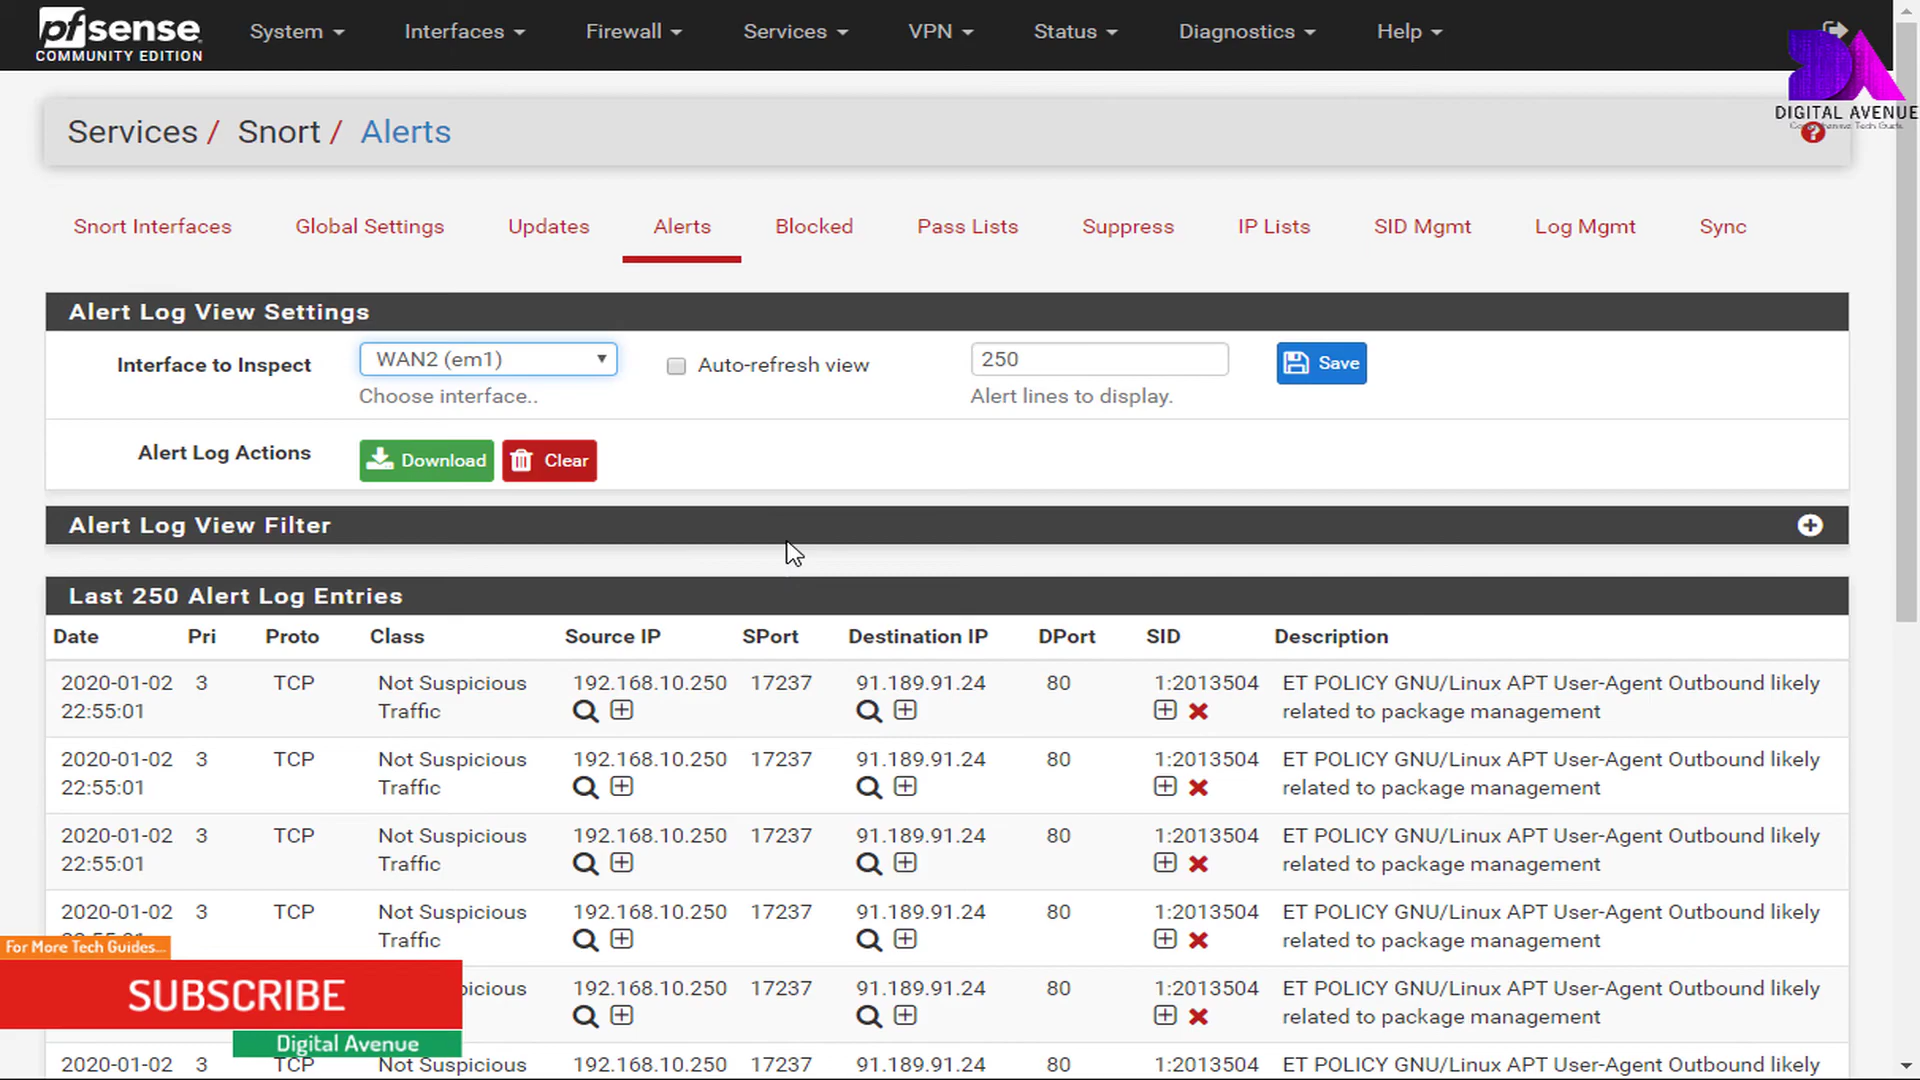 pfsense
COMMUNITY EDITION
System
Interfaces
Firewall
Services
VPN
Status
Diagnostics
Help
DIGITAL AVENUE
Comprehensive Tech Guide
Services / Snort / Alerts
?
Snort Interfaces
Global Settings
Updates
Alerts
Blocked
Pass Lists
Suppress
IP Lists
SID Mgmt
Log Mgmt
Sync
Alert Log View Settings
Interface to Inspect
WAN2 (em1)
Auto-refresh view
250
Save
Choose interface..
Alert lines to display.
Alert Log Actions
Download
Clear
Alert Log View Filter
Last 250 Alert Log Entries
Date Pri Proto Class Source IP SPort Destination IP DPort SID Description
2020-01-02 3 TCP Not Suspicious 192.168.10.250 17237 91.189.91.24 80 1:2013504 ET POLICY GNU/Linux APT User-Agent Outbound likely
22:55:01 Traffic related to package management
2020-01-02 3 TCP Not Suspicious 192.168.10.250 17237 91.189.91.24 80 1:2013504 ET POLICY GNU/Linux APT User-Agent Outbound likely
22:55:01 Traffic related to package management
2020-01-02 3 TCP Not Suspicious 192.168.10.250 17237 91.189.91.24 80 1:2013504 ET POLICY GNU/Linux APT User-Agent Outbound likely
22:55:01 Traffic related to package management
2020-01-02 3 TCP Not Suspicious 192.168.10.250 17237 91.189.91.24 80 1:2013504 ET POLICY GNU/Linux APT User-Agent Outbound likely
Traffic related to package management
For More Tech Guides...
SUBSCRIBE
Digital Avenue
picious 192.168.10.250 17237 91.189.91.24 80 1:2013504 ET POLICY GNU/Linux APT User-Agent Outbound likely
related to package management
2020-01-02 3 TCP Not Suspicious 192.168.10.250 17237 91.189.91.24 80 1:2013504 ET POLICY GNU/Linux APT User-Agent Outbound likely